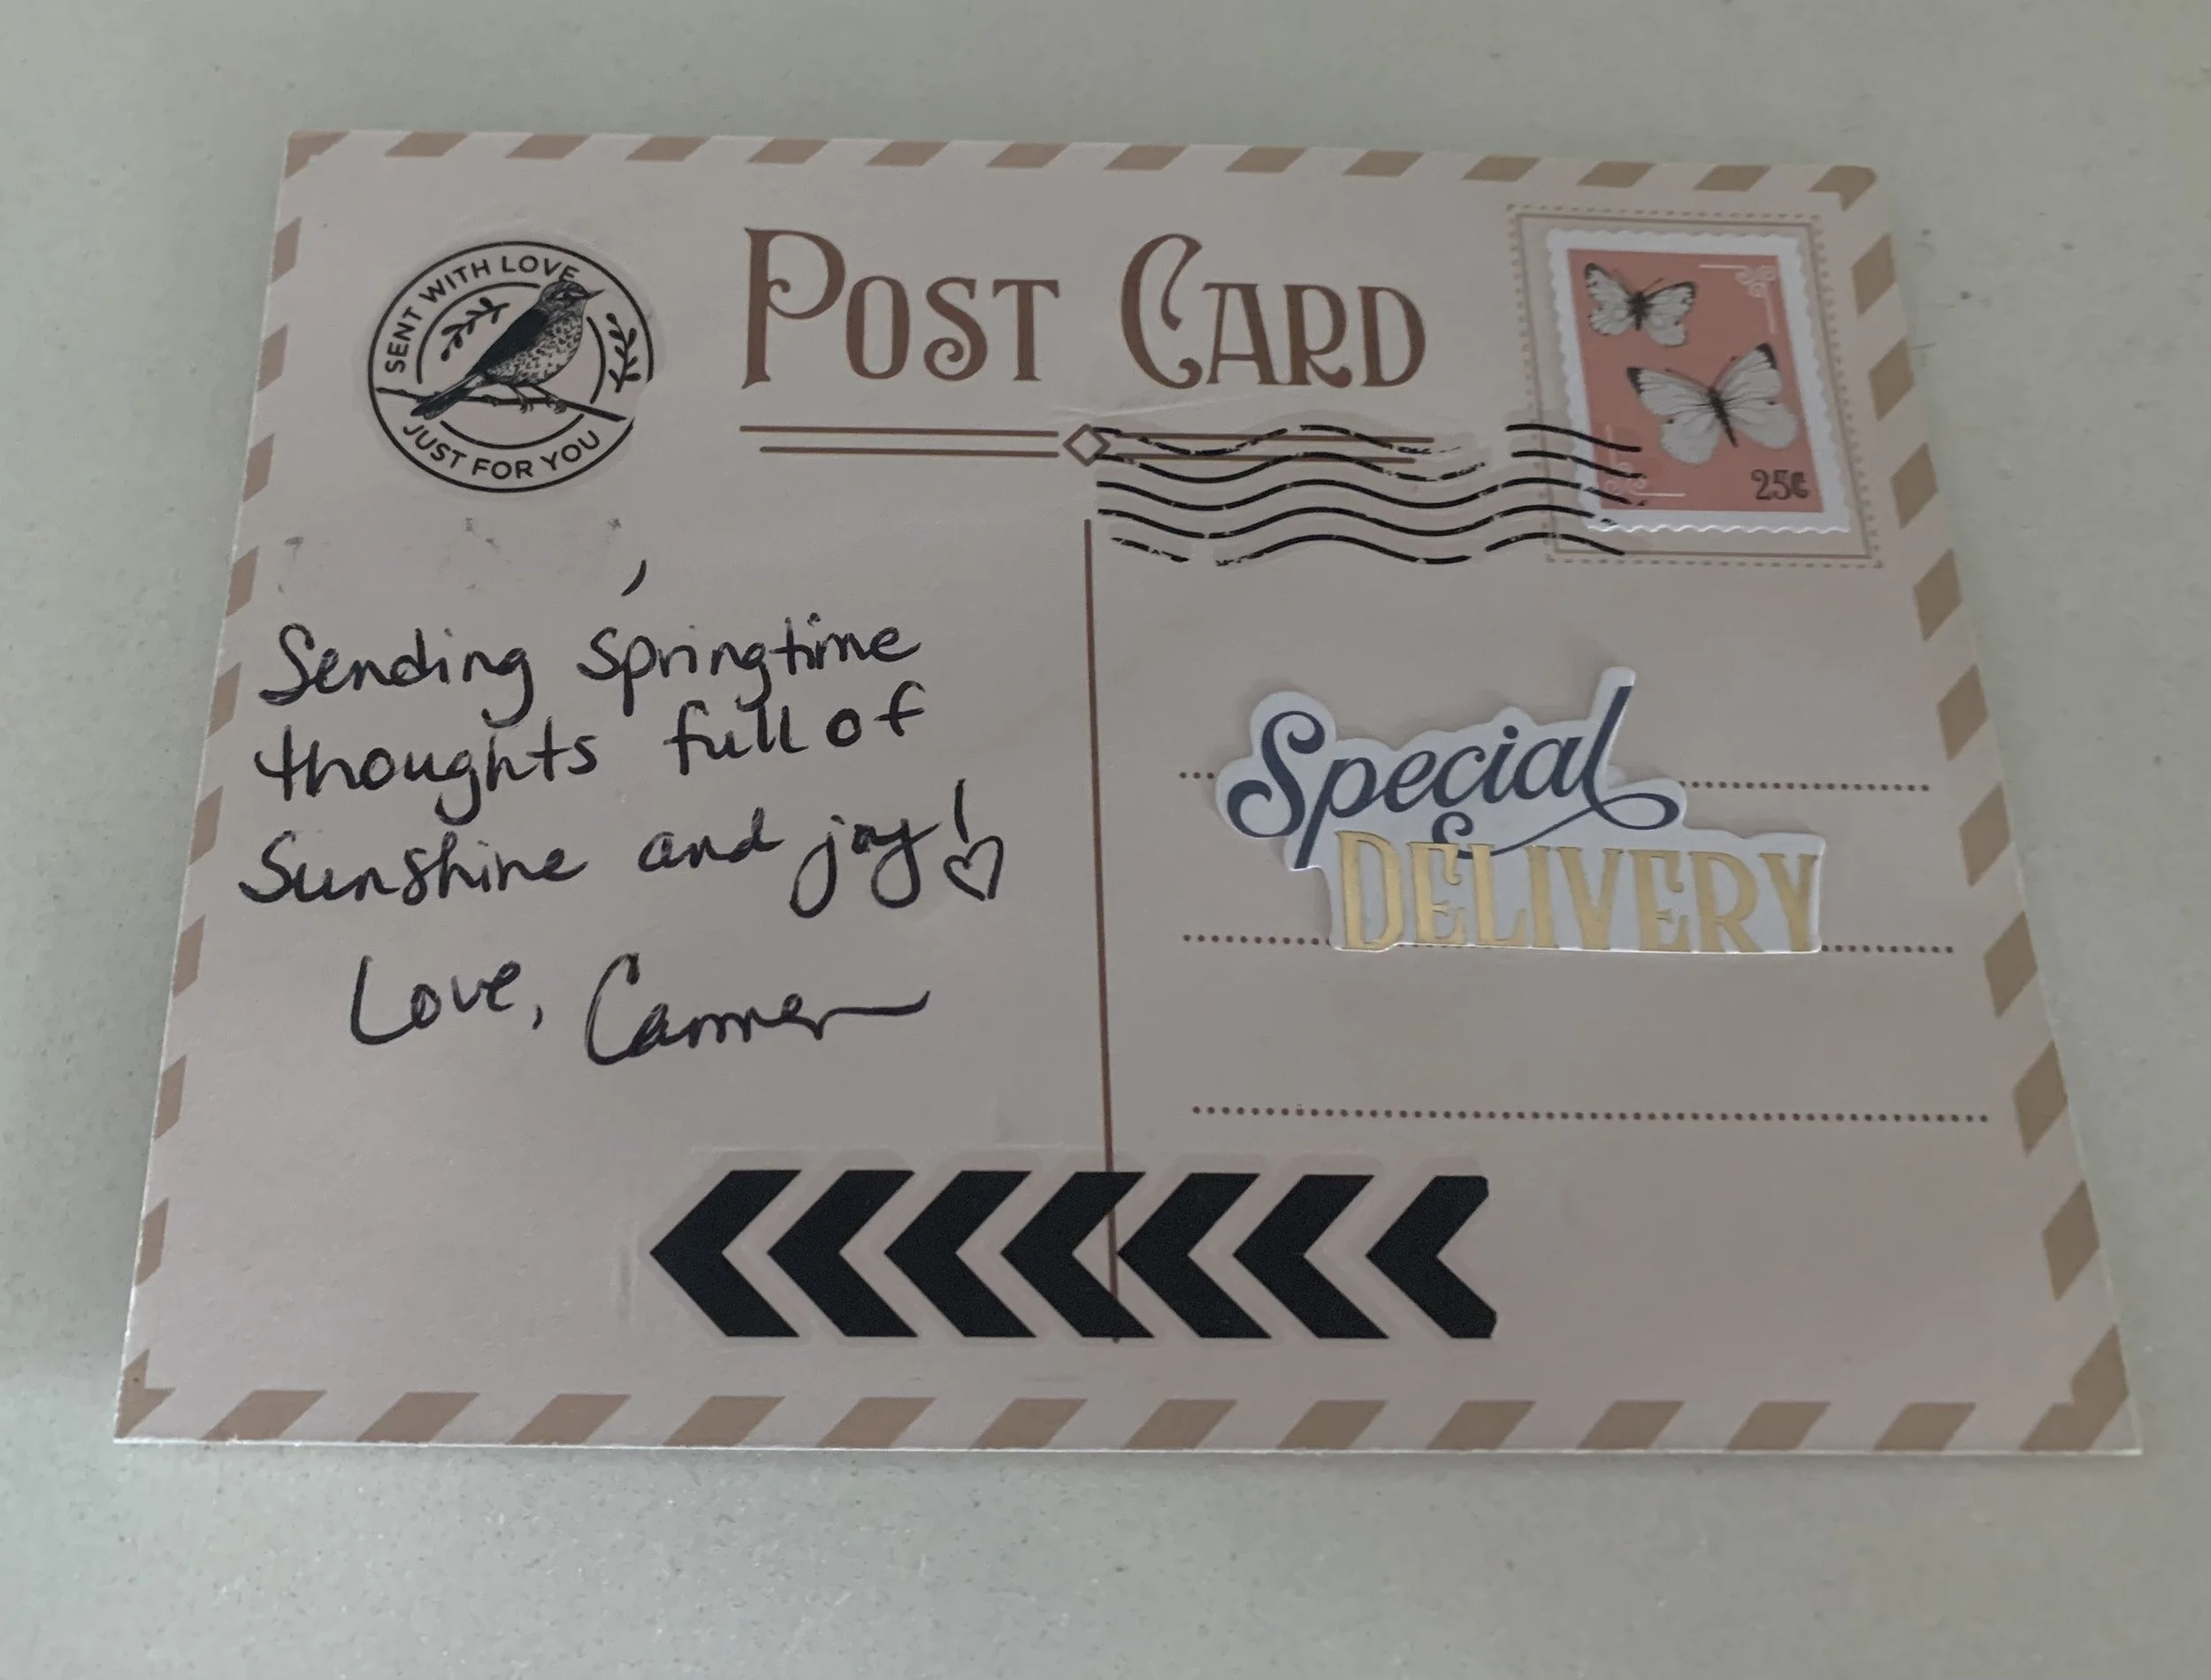 SENT WITH LOVE
JUST FOR YOU
POST CARD
25¢
Sending springtime
thoughts full of
Sunshine and joy!
Love, Carmen
Special
DELIVERY